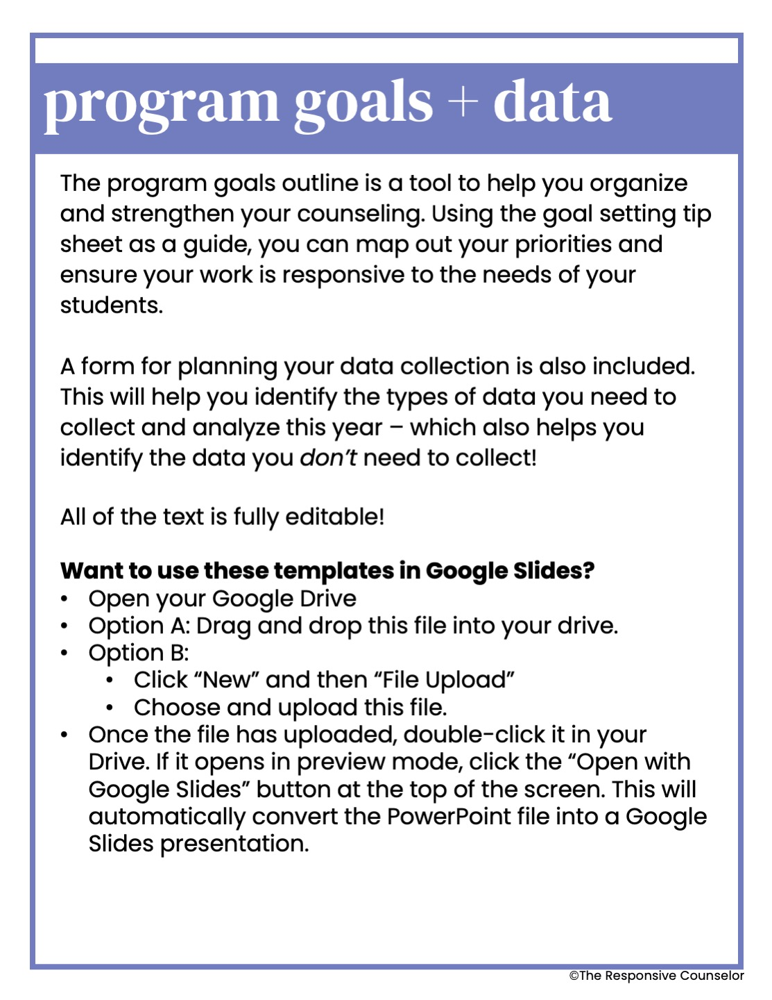 program goals + data
The program goals outline is a tool to help you organize
and strengthen your counseling. Using the goal setting tip
sheet as a guide, you can map out your priorities and
ensure your work is responsive to the needs of your
students.
A form for planning your data collection is also included.
This will help you identify the types of data you need to
collect and analyze this year – which also helps you
identify the data you don’t need to collect!
All of the text is fully editable!
Want to use these templates in Google Slides?
• Open your Google Drive
• Option A: Drag and drop this file into your drive.
• Option B:
• Click “New” and then “File Upload”
• Choose and upload this file.
• Once the file has uploaded, double-click it in your
Drive. If it opens in preview mode, click the “Open with
Google Slides” button at the top of the screen. This will
automatically convert the PowerPoint file into a Google
Slides presentation.
©The Responsive Counselor